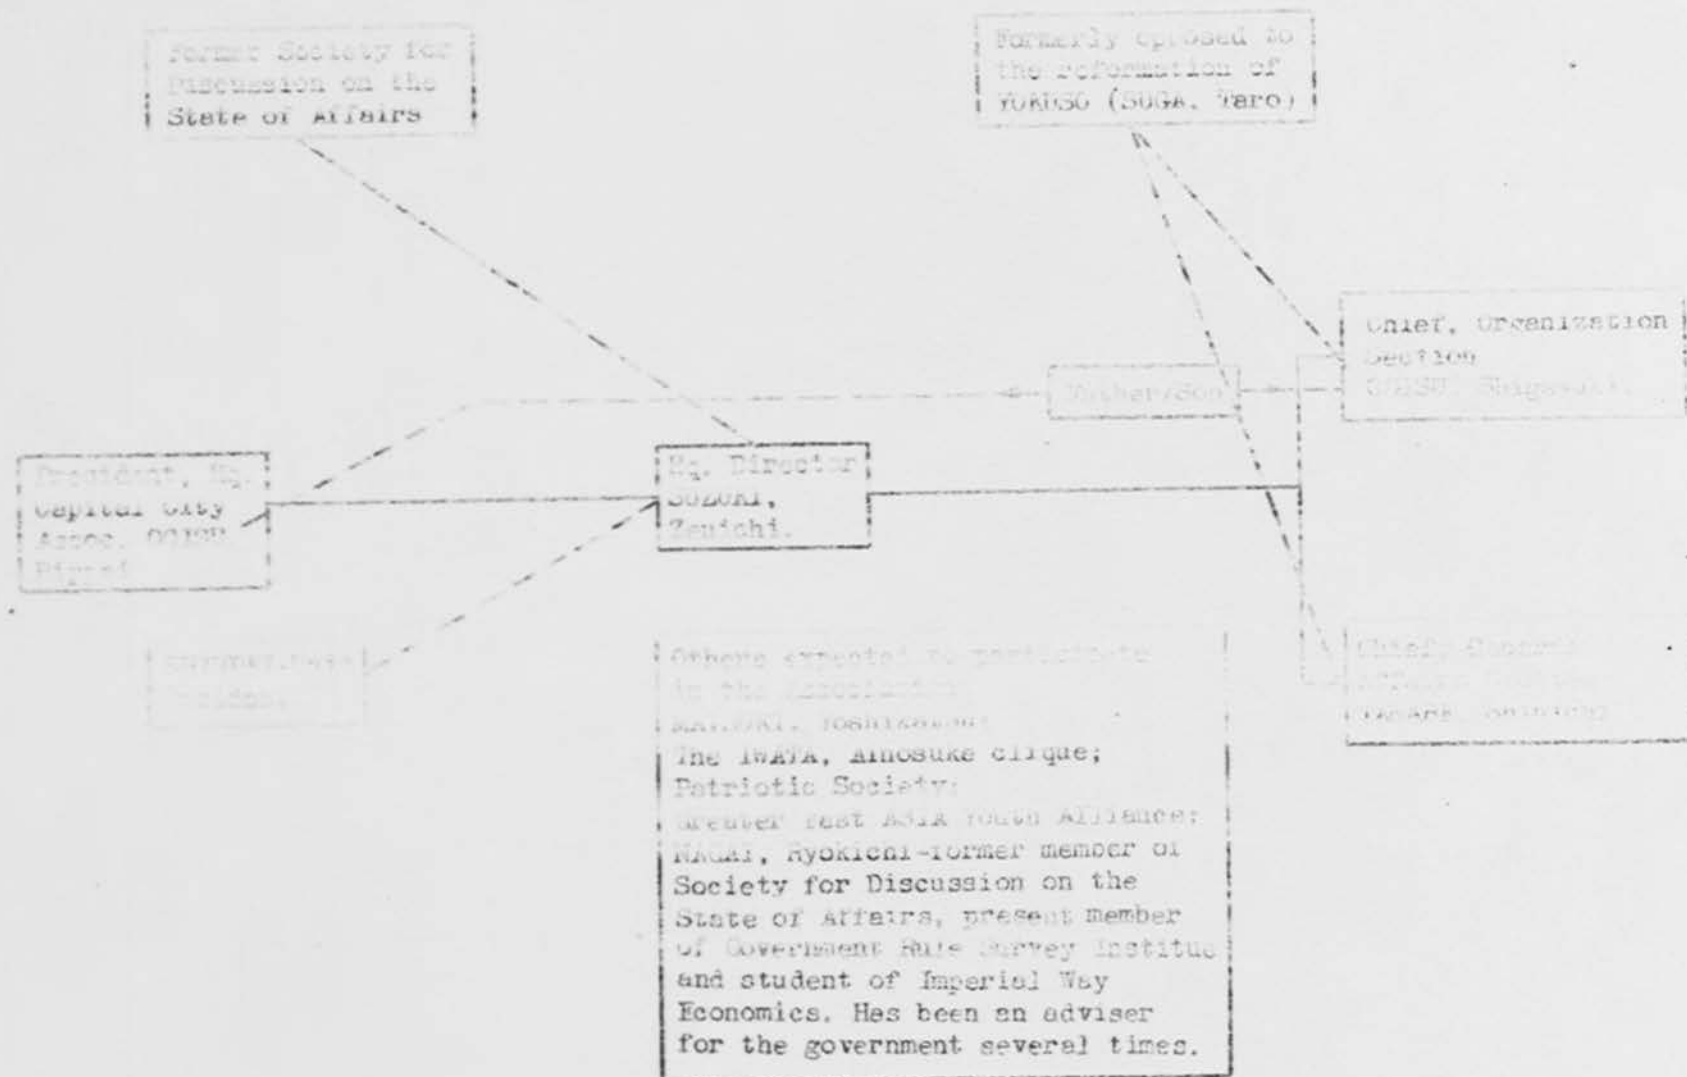 Former Society for
Discussion on the
State of Affairs
Formerly opposed to
the reformation of
YOKUSO (SUGA, Taro)
Chief, Organization
Section
Father/Son
President, Hq.
Capital City
Assoc.
Hq. Director
SUZUKI,
Zenichi.
Others expected to participate
in the Association
The IWATA, Ainosuke clique;
Patriotic Society;
Greater East Asia Youth Alliance;
NAGAI, Ryokichi-former member of
Society for Discussion on the
State of Affairs, present member
of Government Rule Survey Institue
and student of Imperial Way
Economics. Has been an adviser
for the government several times.
Chief, General
Affairs